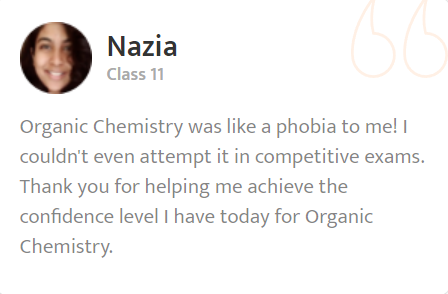 Nazia
Class 11
Organic Chemistry was like a phobia to me! I
couldn't even attempt it in competitive exams.
Thank you for helping me achieve the
confidence level I have today for Organic
Chemistry.